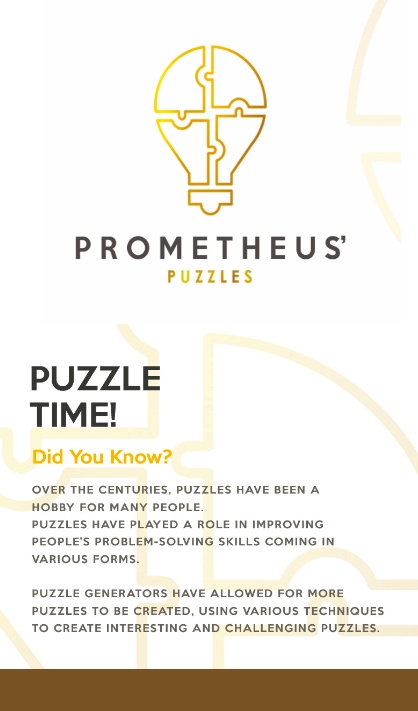 PROMETHEUS'
PUZZLES
PUZZLE
TIME!
Did You Know?
OVER THE CENTURIES, PUZZLES HAVE BEEN A
HOBBY FOR MANY PEOPLE.
PUZZLES HAVE PLAYED A ROLE IN IMPROVING
PEOPLE'S PROBLEM-SOLVING SKILLS COMING IN
VARIOUS FORMS.
PUZZLE GENERATORS HAVE ALLOWED FOR MORE
PUZZLES TO BE CREATED, USING VARIOUS TECHNIQUES
TO CREATE INTERESTING AND CHALLENGING PUZZLES.